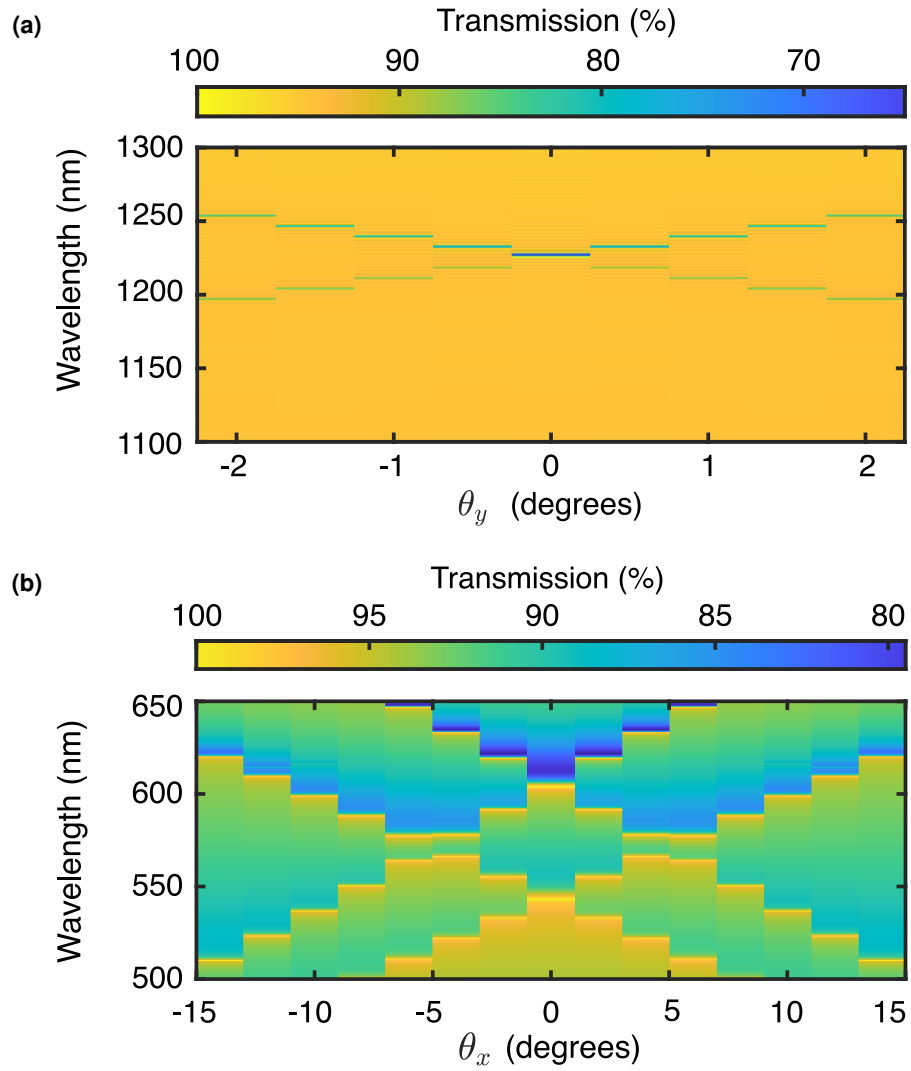 (a)
Transmission (%)
100 90 80 70
Wavelength (nm)
1300
1250
1200
1150
1100
-2 -1 0 1 2
θy (degrees)
(b)
Transmission (%)
100 95 90 85 80
Wavelength (nm)
650
600
550
500
-15 -10 -5 0 5 10 15
θx (degrees)